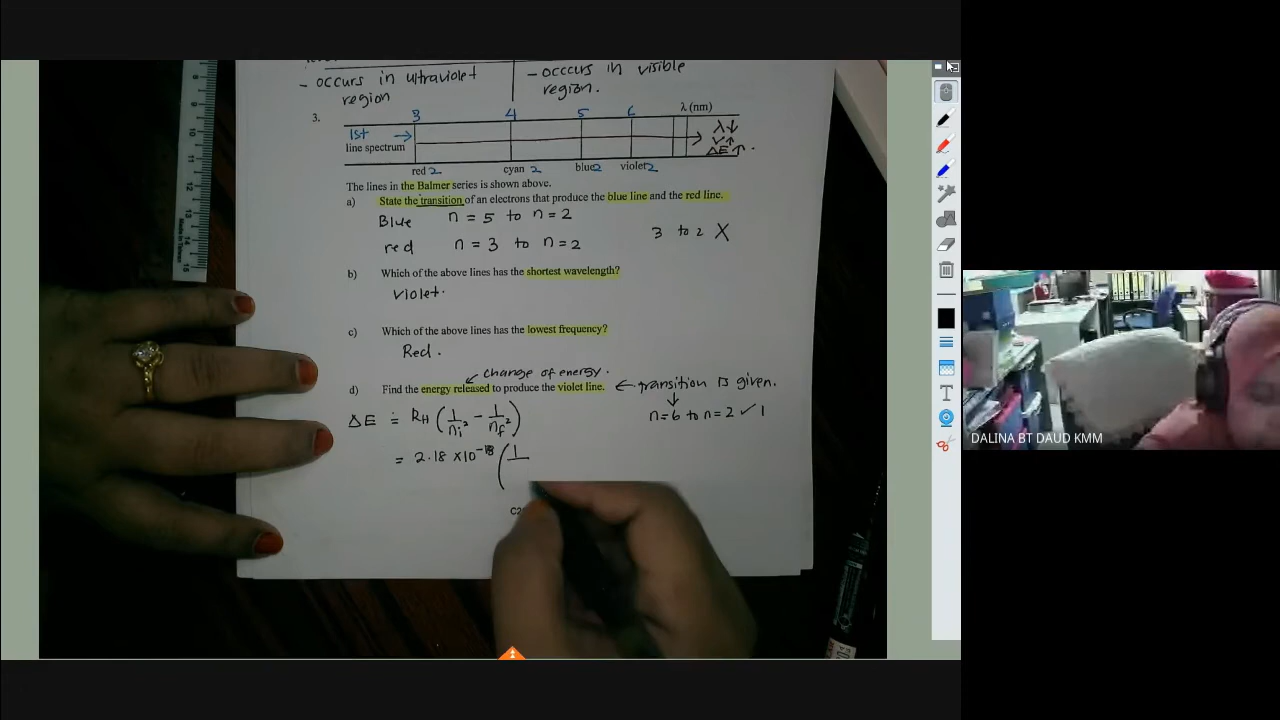 - occurs in ultraviolet
region
- occcurs in visible
region.
3.
3 4 5 6 λ (nm)
1st →
line spectrum
λ↓
ΔE↑.
red 2 cyan 2 blue 2 violet 2
The lines in the Balmer series is shown above.
a) State the transition of an electrons that produce the blue line and the red line.
Blue n = 5 to n = 2
red n = 3 to n = 2
3 to 2 X
b) Which of the above lines has the shortest wavelength?
violet.
c) Which of the above lines has the lowest frequency?
Red.
change of energy.
d) Find the energy released to produce the violet line. ← transition is given.
n=6 to n=2 ✓ 1
ΔE = RH (1/ni² - 1/nf²)
= 2.18 x10⁻¹⁸ (1
DALINA BT DAUD KMM